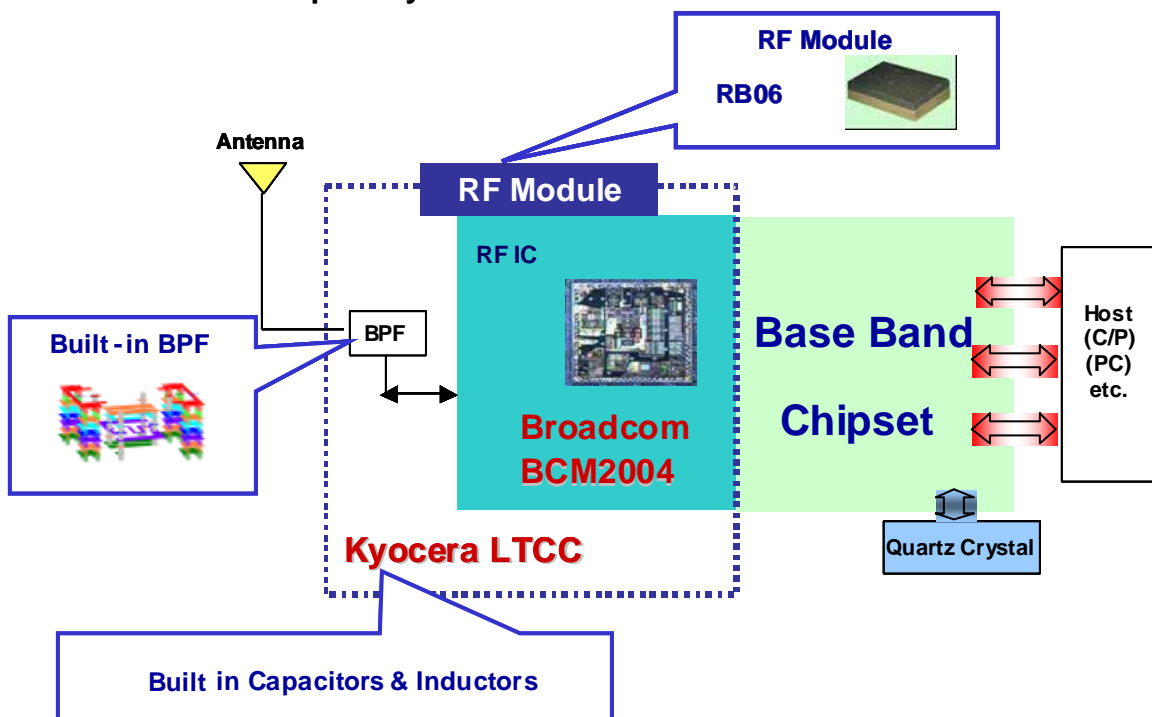 RF Module
RB06
Antenna
RF Module
RF IC
BPF
Built-in BPF
Base Band
Chipset
Host
(C/P)
(PC)
etc.
Broadcom
BCM2004
Quartz Crystal
Kyocera LTCC
Built in Capacitors & Inductors